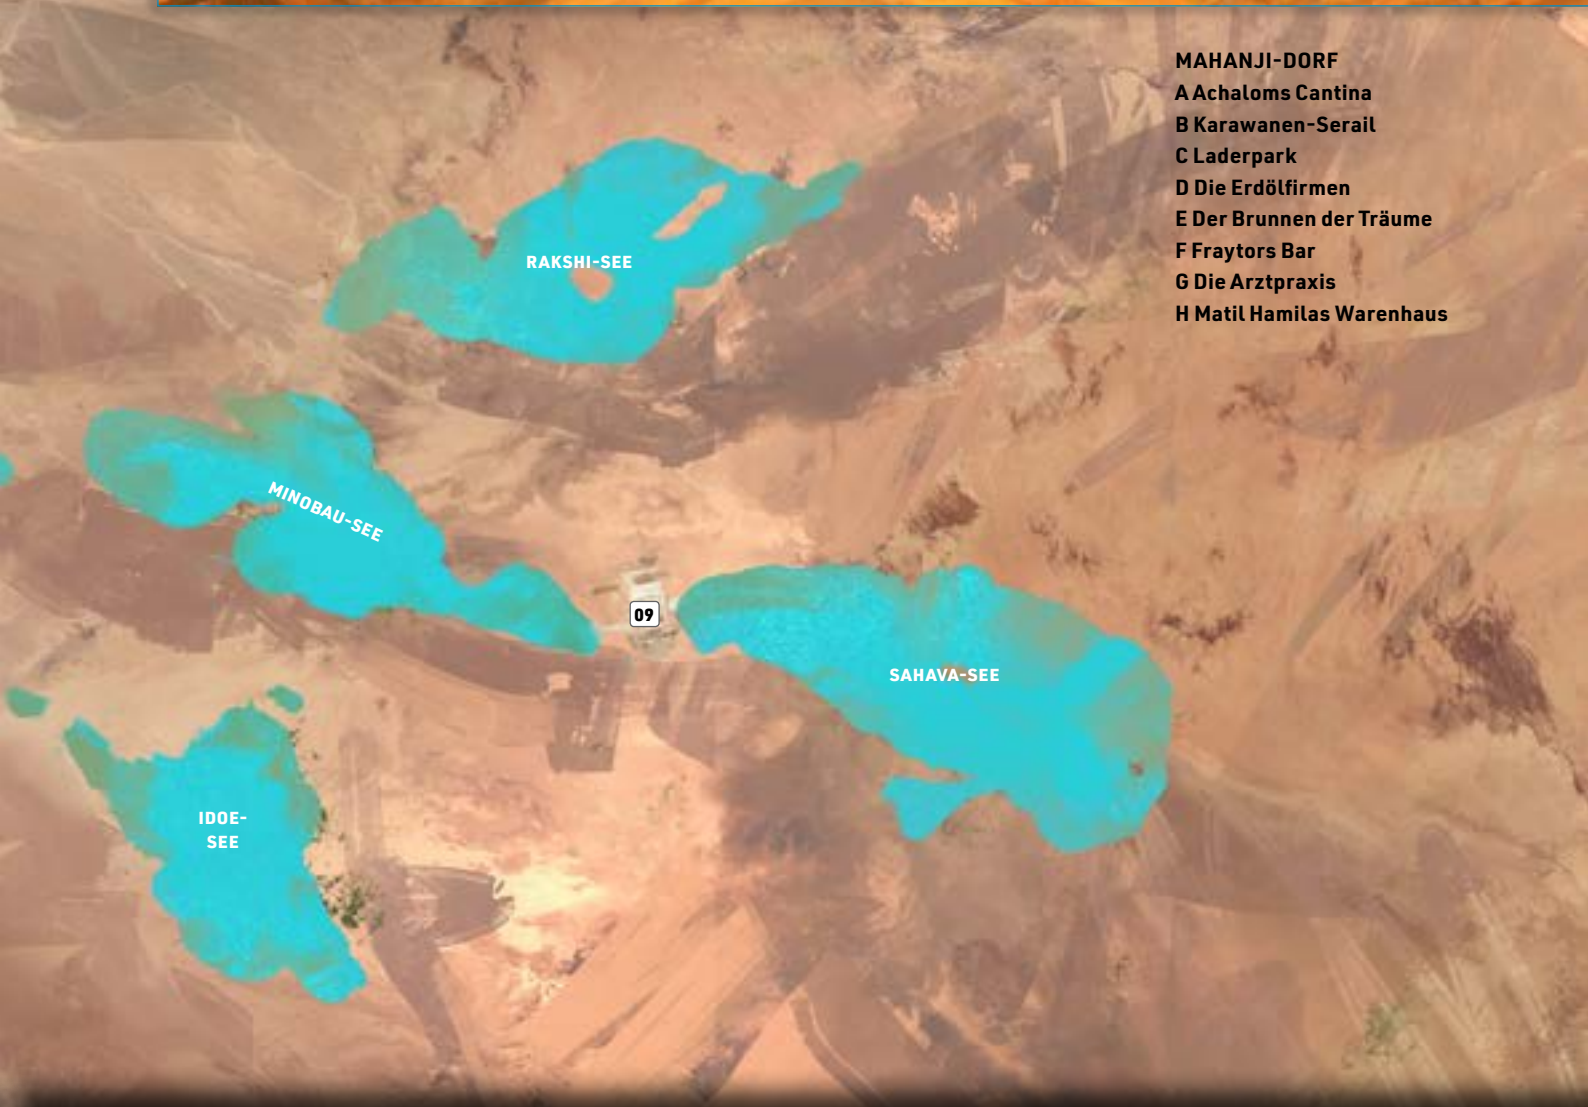 MAHANJI-DORF
A Achaloms Cantina
B Karawanen-Serail
C Laderpark
D Die Erdölfirmen
E Der Brunnen der Träume
F Fraytors Bar
G Die Arztpraxis
H Matil Hamilas Warenhaus
RAKSHI-SEE
MINOBAU-SEE
09
SAHAVA-SEE
IDOE-
SEE